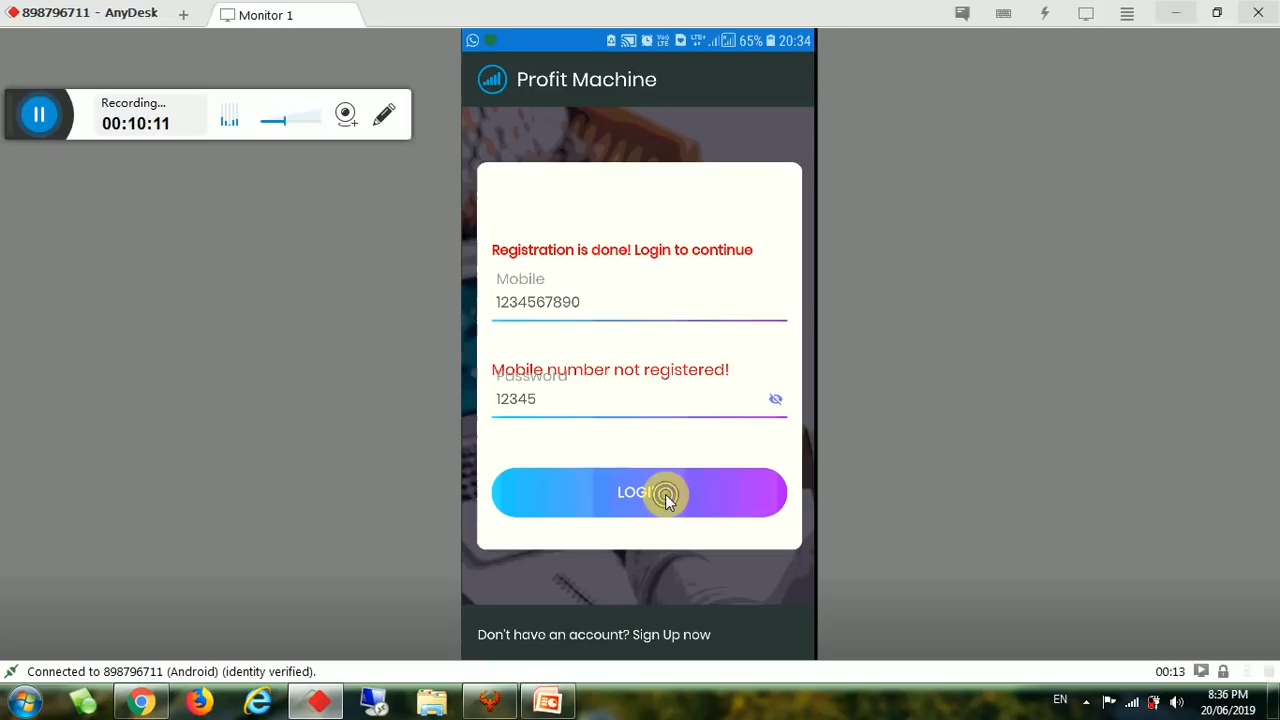 898796711 - AnyDesk
Monitor 1
Recording...
00:10:11
65% 20:34
Profit Machine
Registration is done! Login to continue
Mobile
1234567890
Mobile number not registered!
Password
12345
LOGI
Don't have an account? Sign Up now
Connected to 898796711 (Android) (identity verified).
00:13
EN
8:36 PM
20/06/2019